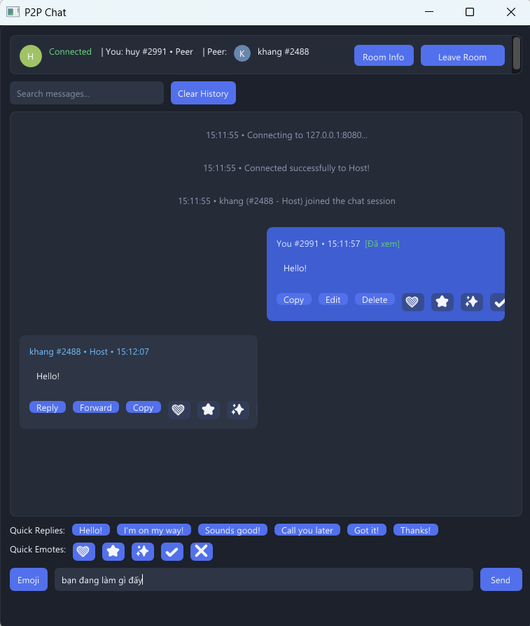 P2P Chat
H Connected | You: huy #2991 • Peer | Peer: K khang #2488 Room Info Leave Room
Search messages... Clear History
15:11:55 • Connecting to 127.0.0.1:8080...
15:11:55 • Connected successfully to Host!
15:11:55 • khang (#2488 - Host) joined the chat session
You #2991 • 15:11:57 [Đã xem]
Hello!
Copy Edit Delete
khang #2488 • Host • 15:12:07
Hello!
Reply Forward Copy
Quick Replies: Hello! I'm on my way! Sounds good! Call you later Got it! Thanks!
Quick Emotes:
Emoji bạn đang làm gì đấy Send